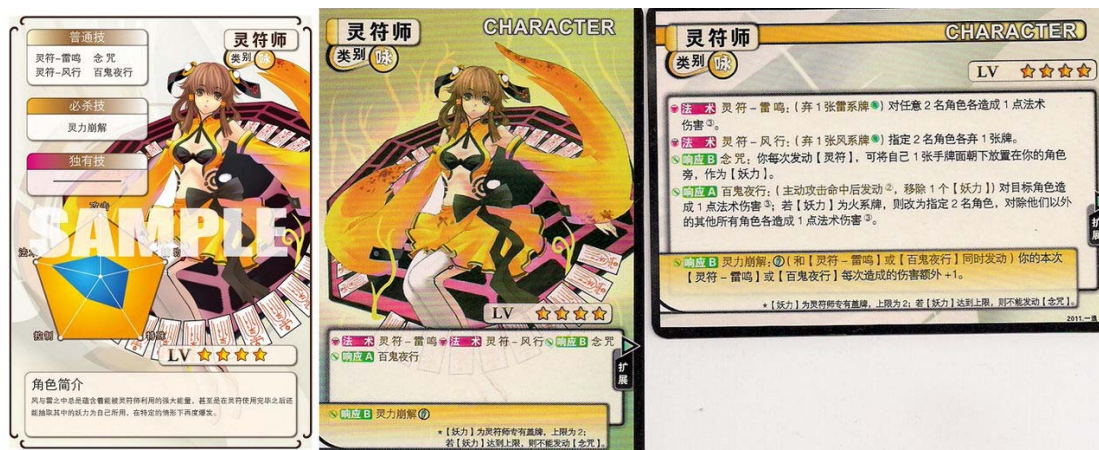 普通技
灵符-雷鸣 念咒
灵符-风行 百鬼夜行
必杀技
灵力崩解
独有技
灵符师
类别 咏
SAMPLE
攻击
控制
LV
角色简介
风与雷之中总是蕴含着能被灵符师利用的强大能量，甚至是在灵符使用完毕之后还
能抽取其中的妖力为自己所用，在特定的情形下再度爆发。
灵符师
CHARACTER
类别 咏
LV
法术 灵符-雷鸣 法术 灵符-风行 响应B 念咒
响应A 百鬼夜行
扩展
响应B 灵力崩解
*【妖力】为灵符师专有盖牌，上限为2；
若【妖力】达到上限，则不能发动【念咒】。
灵符师
CHARACTER
类别 咏
LV
法术 灵符-雷鸣：(弃1张雷系牌) 对任意2名角色各造成1点法术
伤害③。
法术 灵符-风行：(弃1张风系牌) 指定2名角色各弃1张牌。
响应B 念咒：你每次发动【灵符】，可将自己1张手牌面朝下放置在你的角色
旁，作为【妖力】。
响应A 百鬼夜行：(主动攻击命中后发动②，移除1个【妖力】) 对目标角色造
成1点法术伤害③；若【妖力】为火系牌，则改为指定2名角色，对除他们以外
的其他所有角色各造成1点法术伤害③。
扩展
响应B 灵力崩解：(和【灵符-雷鸣】或【百鬼夜行】同时发动) 你的本次
【灵符-雷鸣】或【百鬼夜行】每次造成的伤害额外+1。
*【妖力】为灵符师专有盖牌，上限为2；若【妖力】达到上限，则不能发动【念咒】。